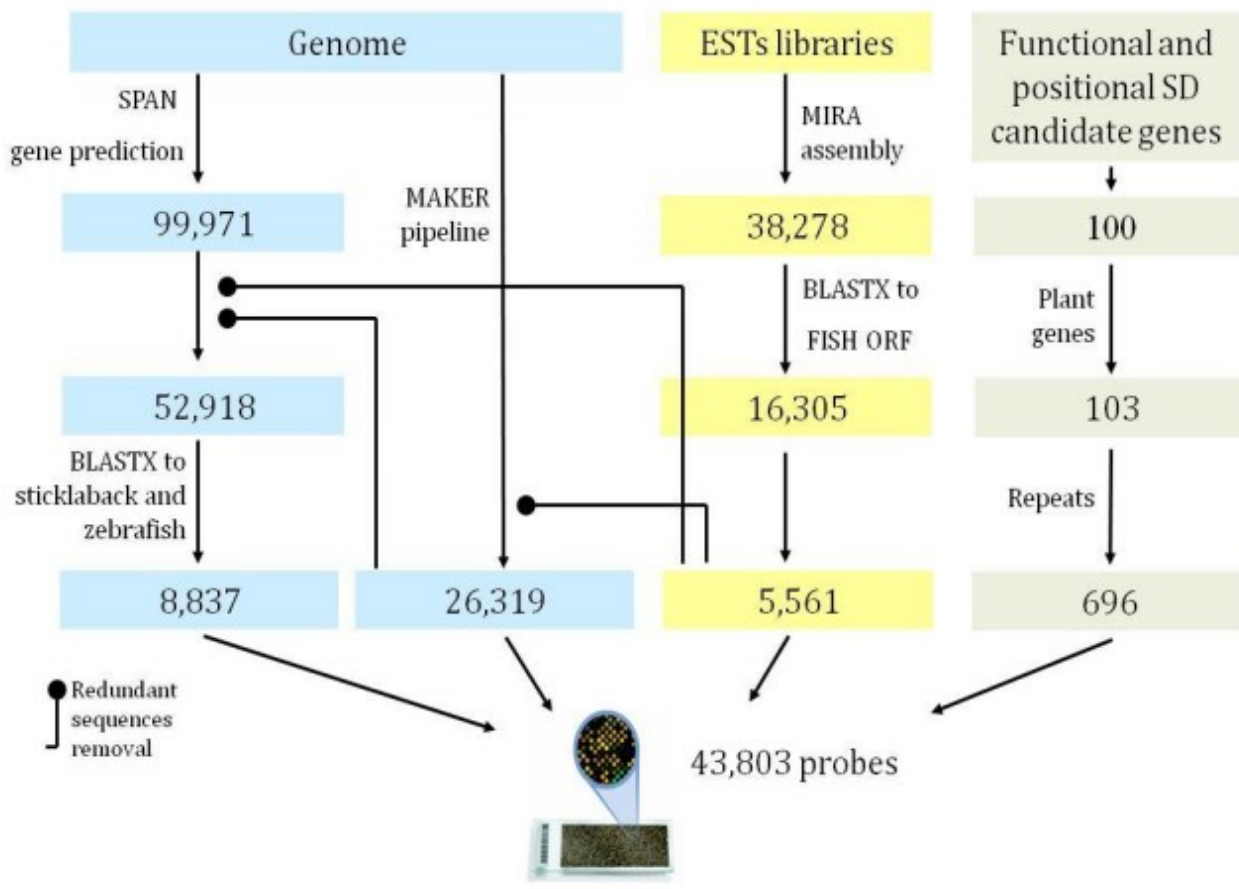 Genome
ESTs libraries
Functional and
positional SD
candidate genes
SPAN
gene prediction
MAKER
pipeline
MIRA
assembly
99,971
38,278
100
BLASTX to
FISH ORF
Plant
genes
52,918
16,305
103
BLASTX to
sticklaback and
zebrafish
Repeats
8,837
26,319
5,561
696
Redundant
sequences
removal
43,803 probes